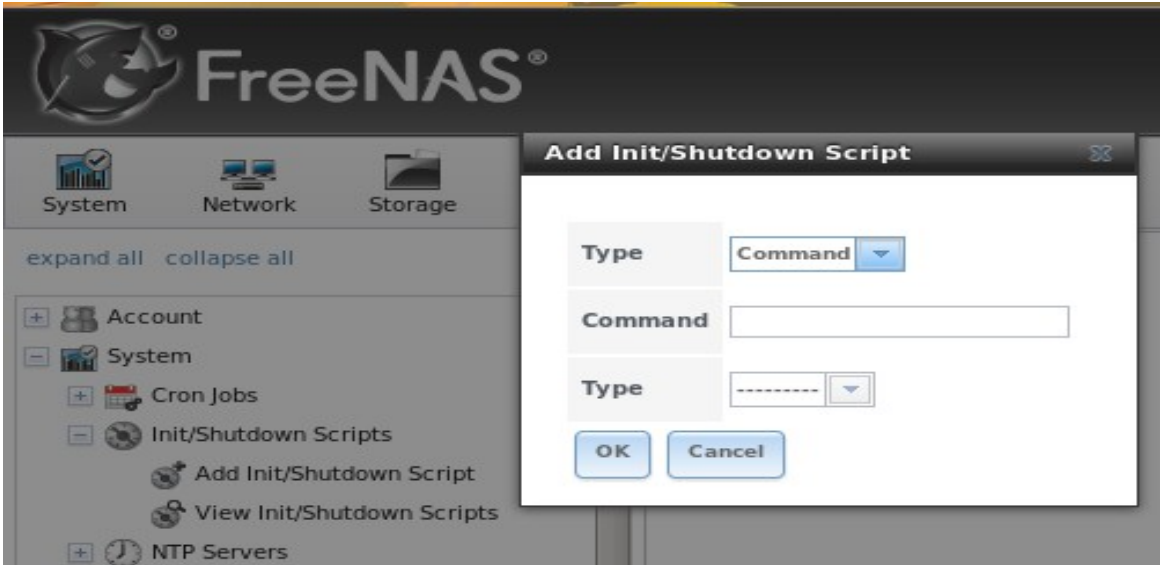 FreeNAS®
System Network Storage
expand all collapse all
Account
System
Cron Jobs
Init/Shutdown Scripts
Add Init/Shutdown Script
View Init/Shutdown Scripts
NTP Servers
Add Init/Shutdown Script
Type Command
Command
Type ---------
OK Cancel